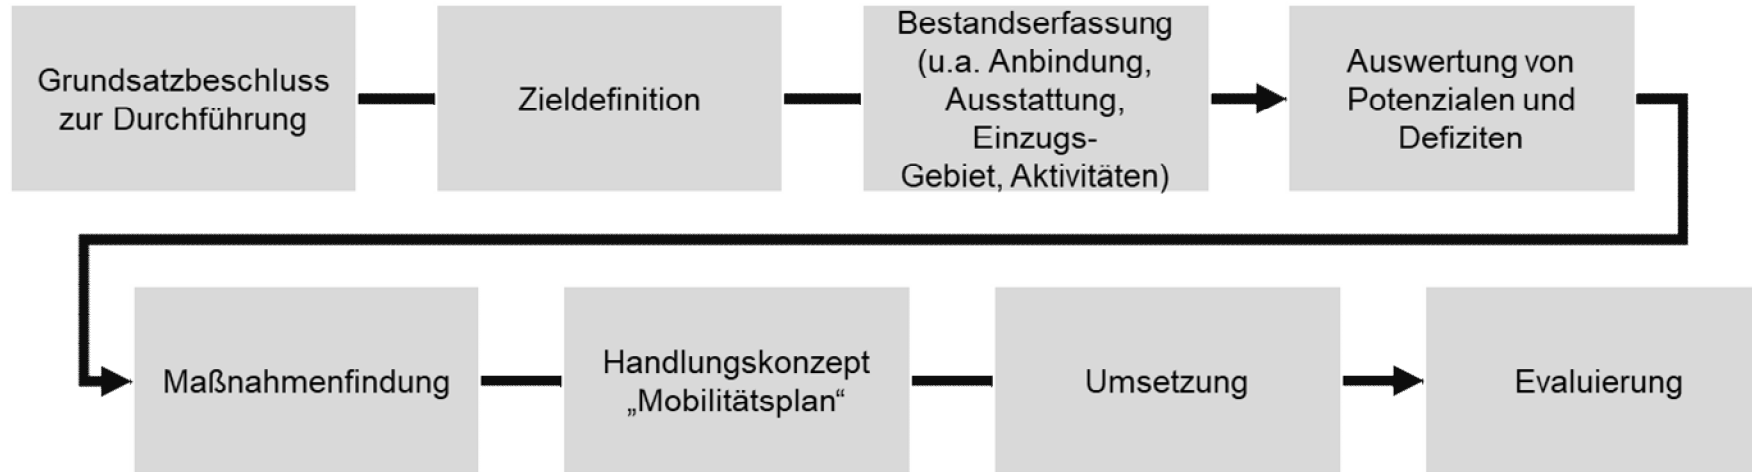 Grundsatzbeschluss
zur Durchführung
Zieldefinition
Bestandserfassung
(u.a. Anbindung,
Ausstattung,
Einzugs-
Gebiet, Aktivitäten)
Auswertung von
Potenzialen und
Defiziten
Maßnahmenfindung
Handlungskonzept
„Mobilitätsplan“
Umsetzung
Evaluierung